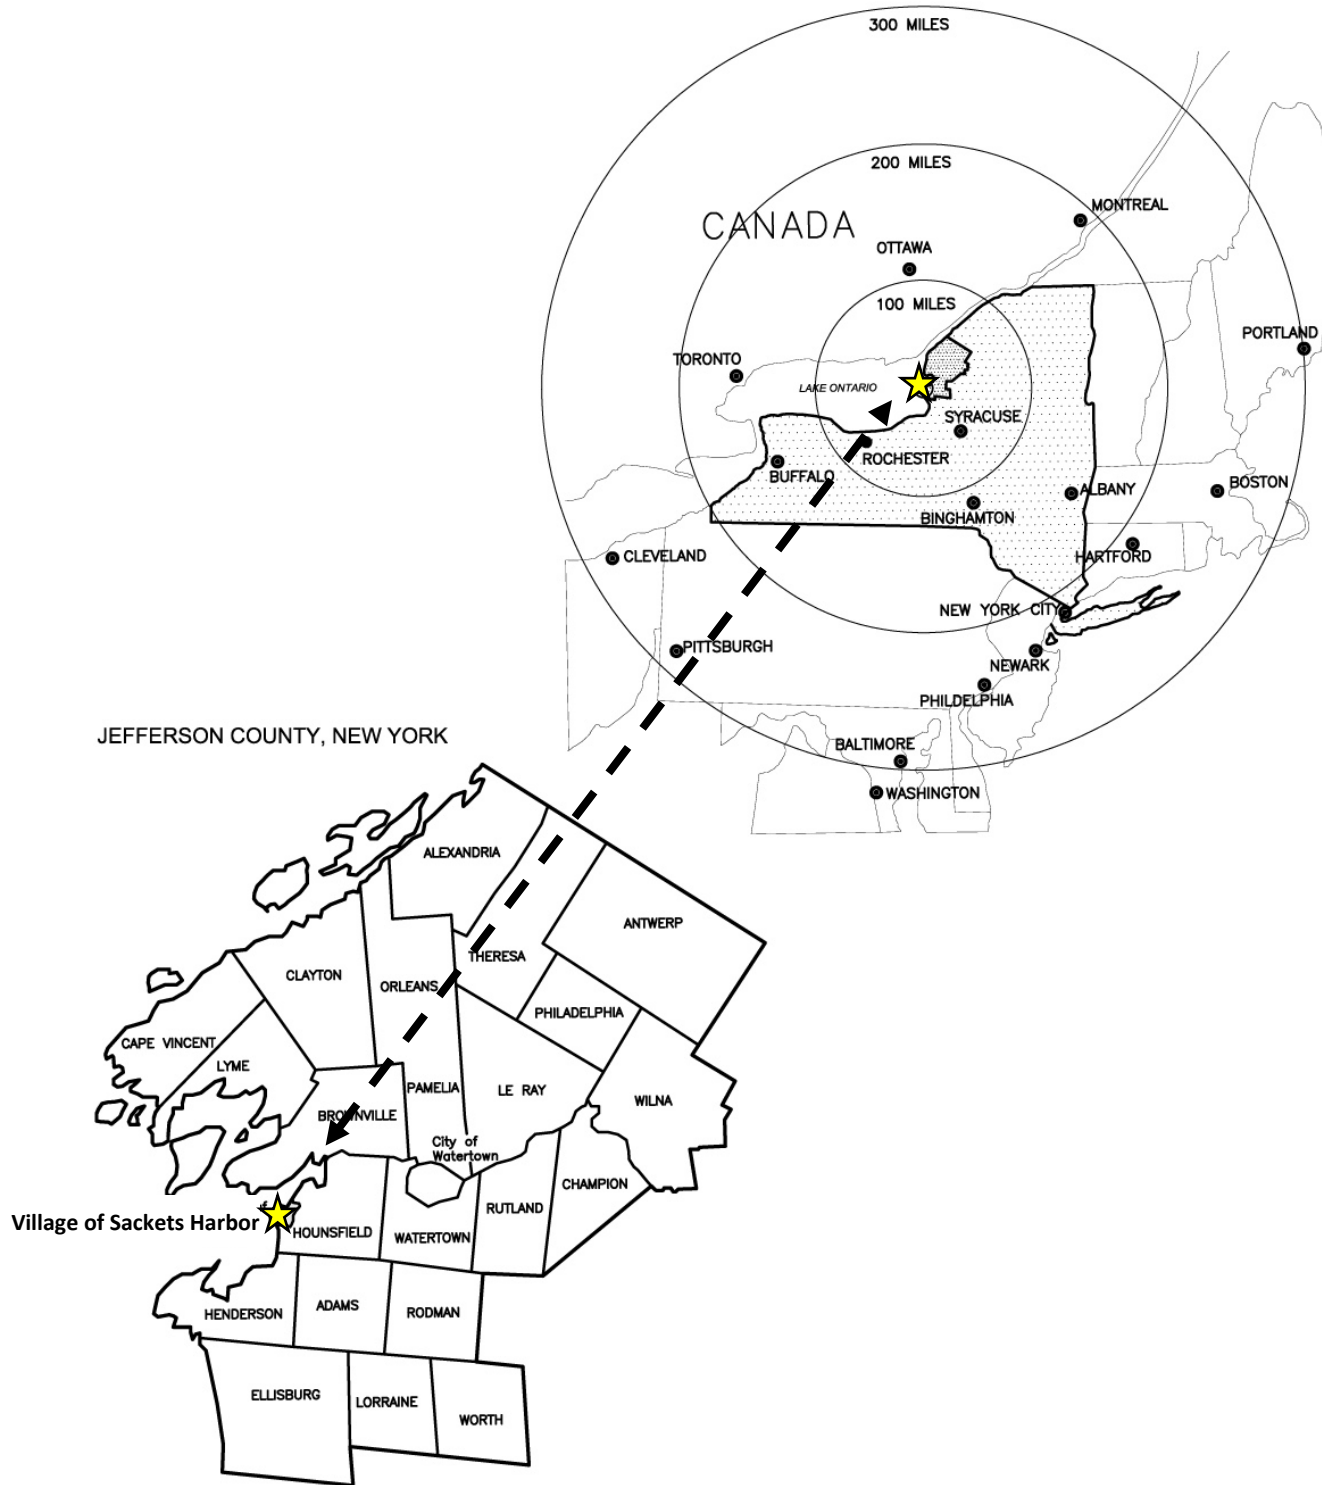 300 MILES
200 MILES
MONTREAL
CANADA
OTTAWA
100 MILES
PORTLAND
TORONTO
LAKE ONTARIO
SYRACUSE
ROCHESTER
BUFFALO
BOSTON
ALBANY
BINGHAMTON
CLEVELAND
HARTFORD
NEW YORK CITY
PITTSBURGH
NEWARK
PHILDELPHIA
BALTIMORE
WASHINGTON
JEFFERSON COUNTY, NEW YORK
ALEXANDRIA
ANTWERP
THERESA
CLAYTON
ORLEANS
PHILADELPHIA
CAPE VINCENT
LYME
PAMELIA
LE RAY
WILNA
BROWNVILLE
City of
Watertown
CHAMPION
RUTLAND
Village of Sackets Harbor
HOUNSFIELD
WATERTOWN
HENDERSON
ADAMS
RODMAN
ELLISBURG
LORRAINE
WORTH